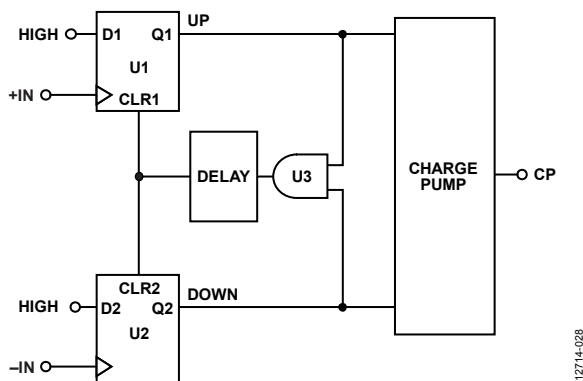 UP
HIGH D1 Q1
U1
+IN CLR1
DELAY U3 CHARGE
PUMP CP
CLR2 DOWN
HIGH D2 Q2
U2
–IN
12714-028